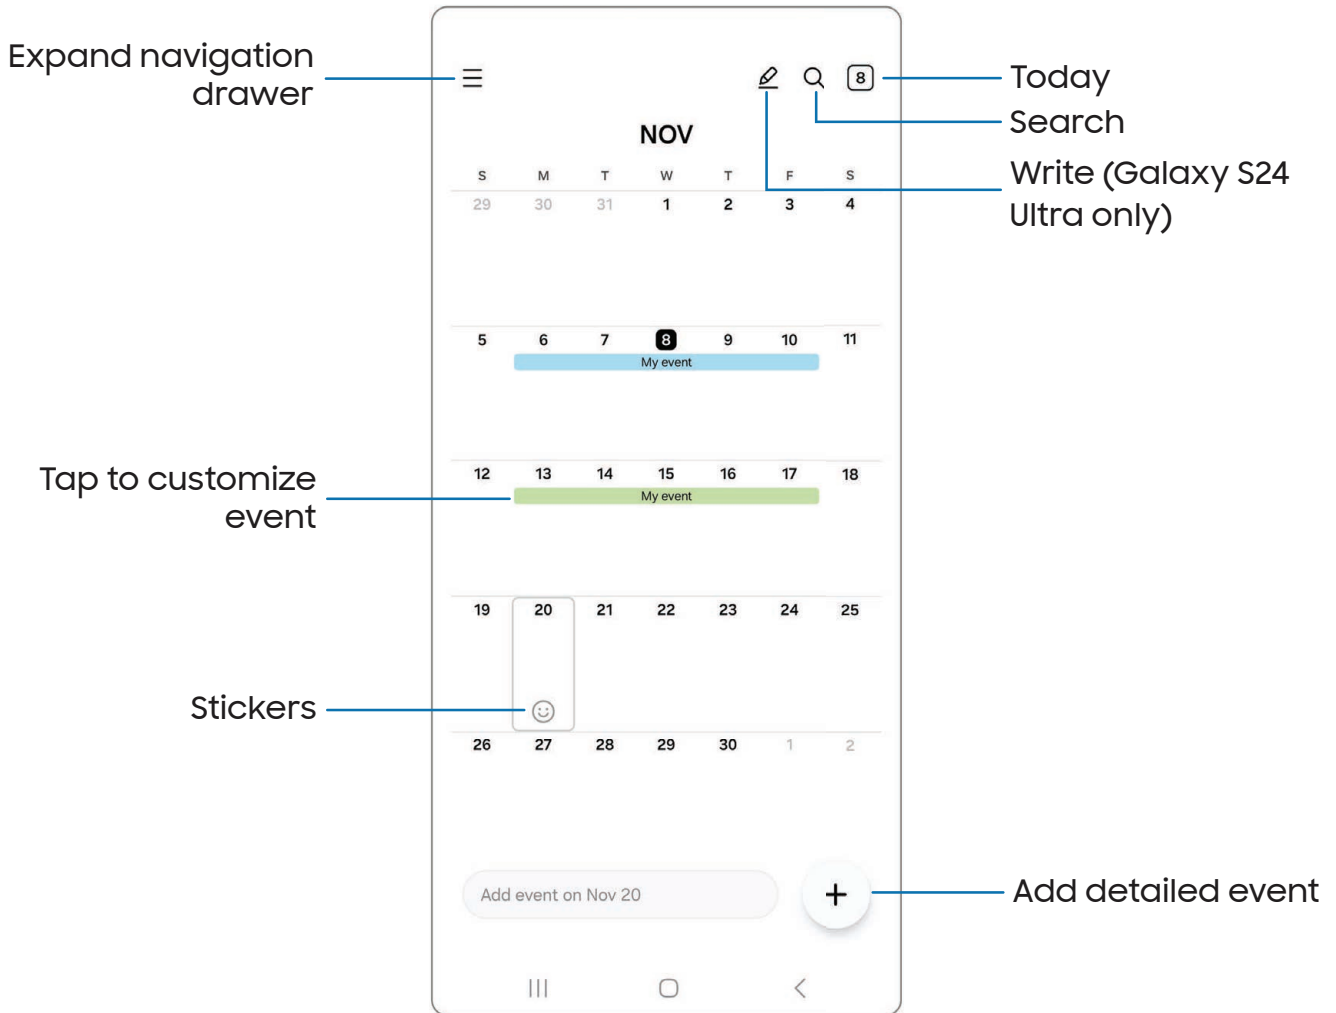 Expand navigation
drawer
8
Today
Search
Write (Galaxy S24
Ultra only)
NOV
S M T W T F S
29 30 31 1 2 3 4
5 6 7 8 9 10 11
My event
Tap to customize
event
12 13 14 15 16 17 18
My event
19 20 21 22 23 24 25
Stickers
26 27 28 29 30 1 2
Add event on Nov 20
+
Add detailed event